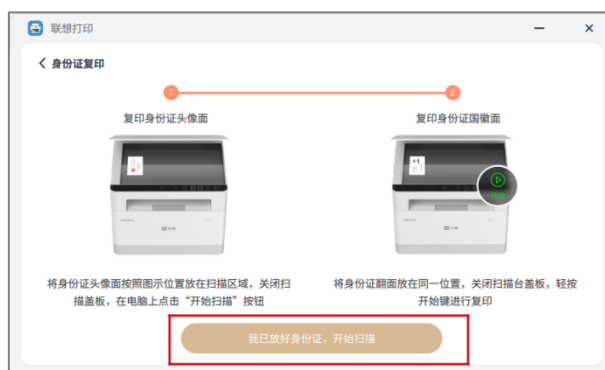 联想打印
身份证复印
1
2
复印身份证头像面
复印身份证国徽面
将身份证头像面按照图示位置放在扫描区域，关闭扫
描盖板，在电脑上点击“开始扫描”按钮
将身份证翻面放在同一位置，关闭扫描台盖板，轻按
开始键进行复印
我已放好身份证，开始扫描